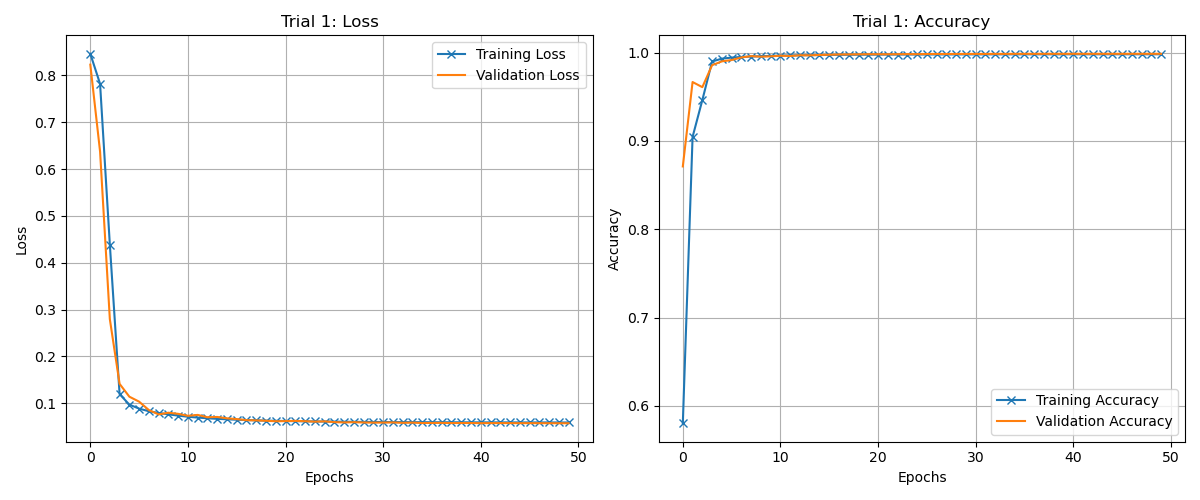 Trial 1: Loss
Training Loss
Validation Loss
0.8
0.7
0.6
0.5
0.4
0.3
0.2
0.1
Loss
0
10
20
30
40
50
Epochs
Trial 1: Accuracy
1.0
0.9
0.8
0.7
0.6
Accuracy
Training Accuracy
Validation Accuracy
0
10
20
30
40
50
Epochs